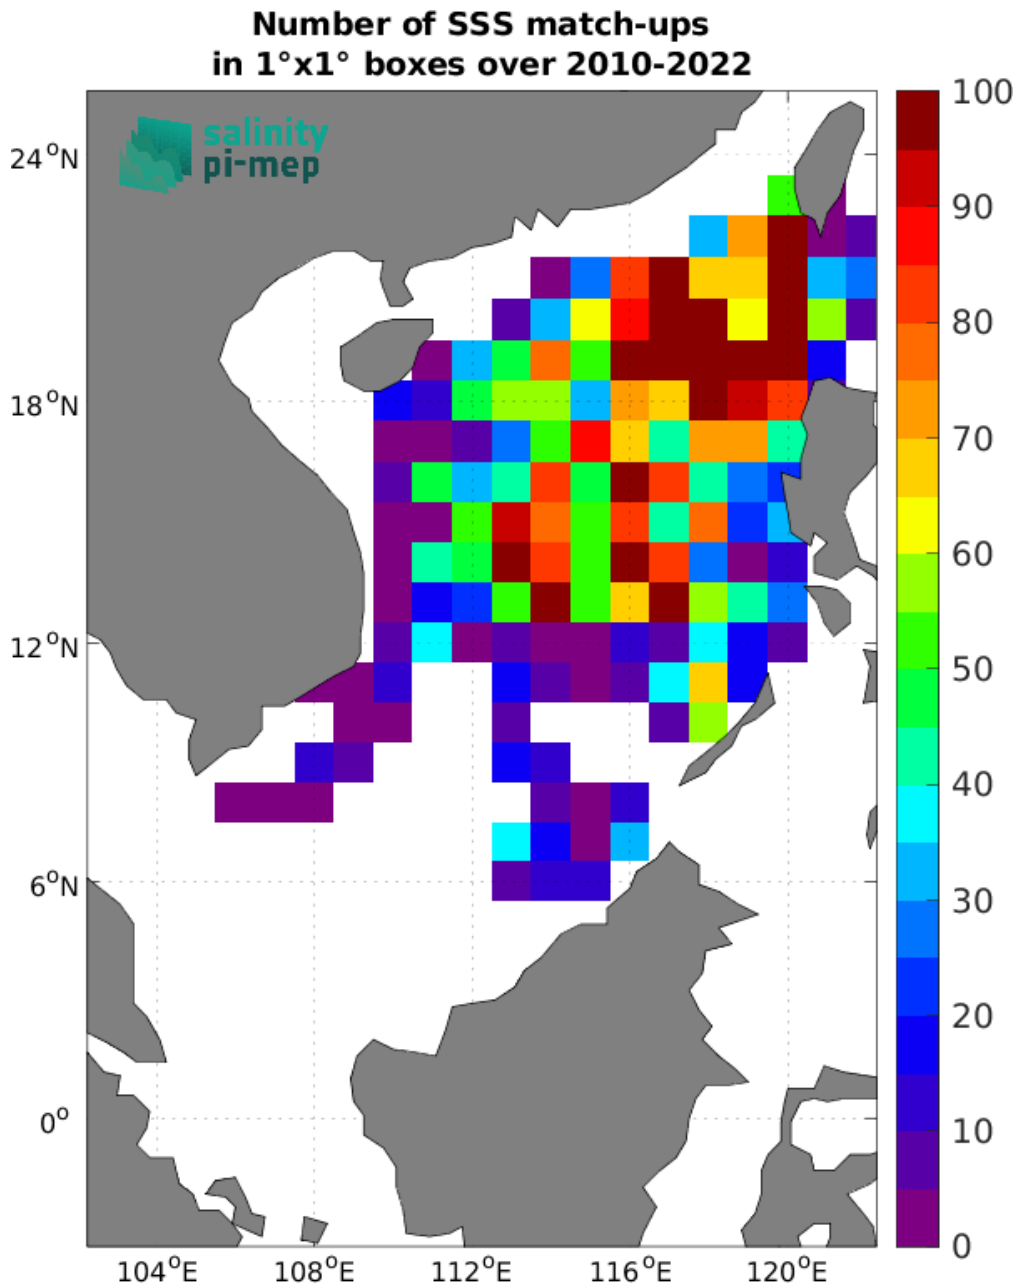 Number of SSS match-ups
in 1°x1° boxes over 2010-2022
salinity
pi-mep
24°N
18°N
12°N
6°N
0°
104°E 108°E 112°E 116°E 120°E
100
90
80
70
60
50
40
30
20
10
0